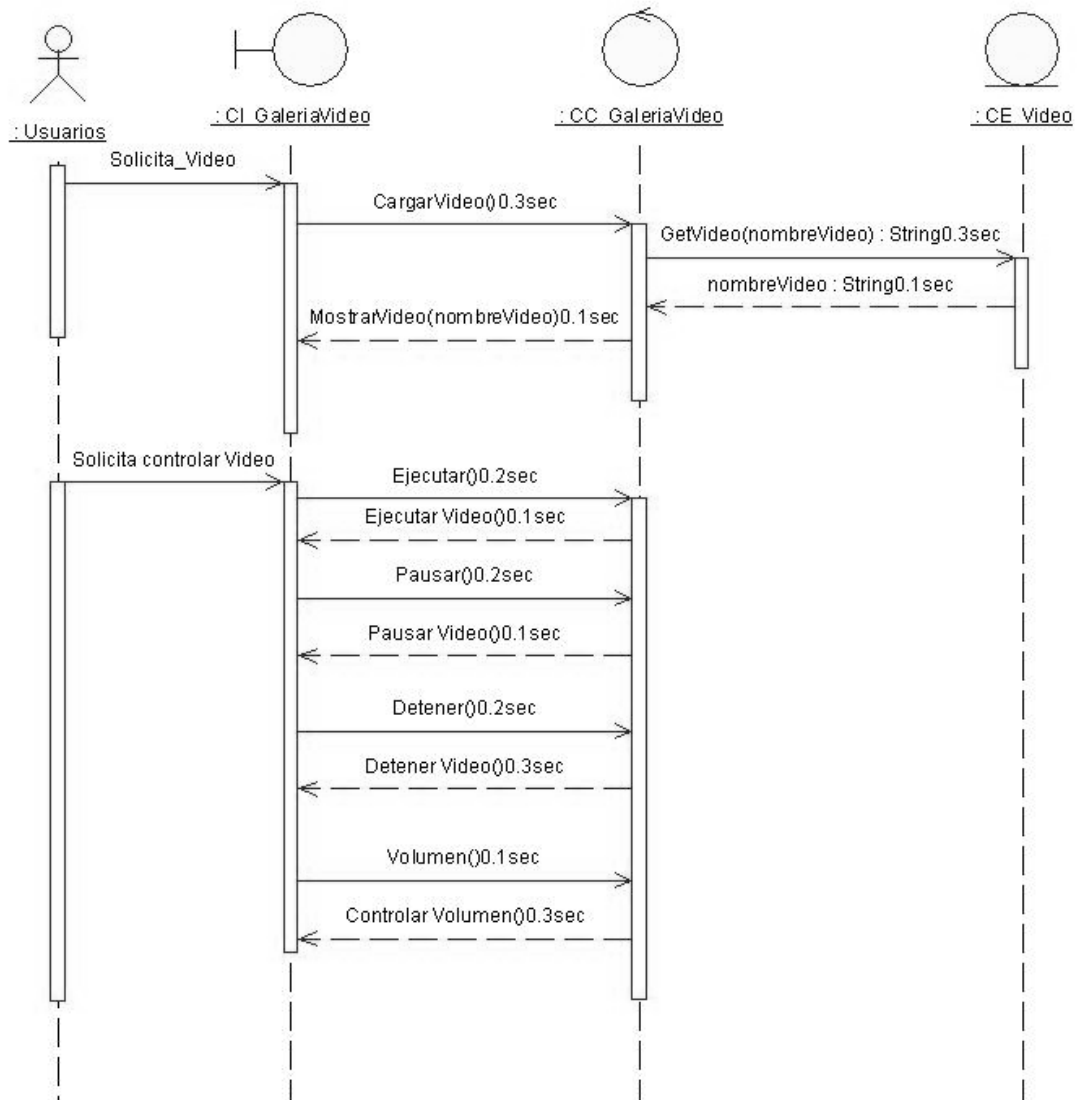 : Usuarios
: CI_GaleriaVideo
: CC_GaleriaVideo
: CE_Video
Solicita_Video
CargarVideo()0.3sec
GetVideo(nombreVideo) : String0.3sec
nombreVideo : String0.1sec
MostrarVideo(nombreVideo)0.1sec
Solicita controlar Video
Ejecutar()0.2sec
Ejecutar Video()0.1sec
Pausar()0.2sec
Pausar Video()0.1sec
Detener()0.2sec
Detener Video()0.3sec
Volumen()0.1sec
Controlar Volumen()0.3sec